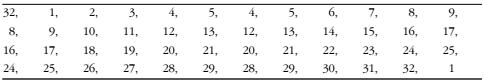 32, 1, 2, 3, 4, 5, 4, 5, 6, 7, 8, 9,
8, 9, 10, 11, 12, 13, 12, 13, 14, 15, 16, 17,
16, 17, 18, 19, 20, 21, 20, 21, 22, 23, 24, 25,
24, 25, 26, 27, 28, 29, 28, 29, 30, 31, 32, 1